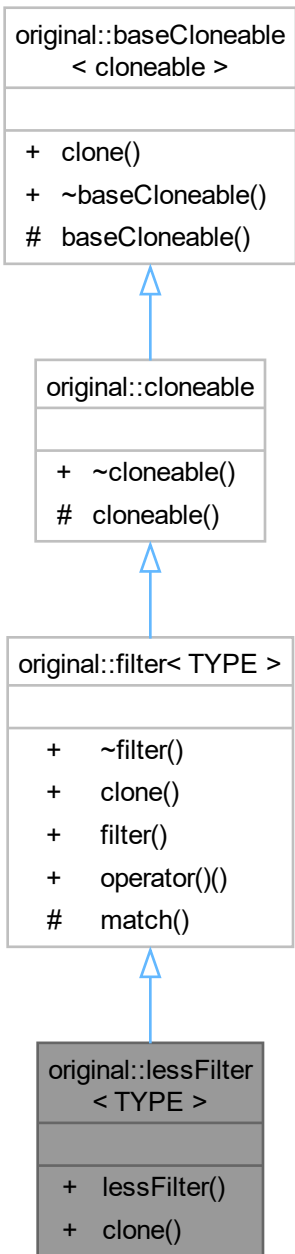 original::baseCloneable
< cloneable >
+ clone()
+ ~baseCloneable()
# baseCloneable()
original::cloneable
+ ~cloneable()
# cloneable()
original::filter< TYPE >
+ ~filter()
+ clone()
+ filter()
+ operator()()
# match()
original::lessFilter
< TYPE >
+ lessFilter()
+ clone()